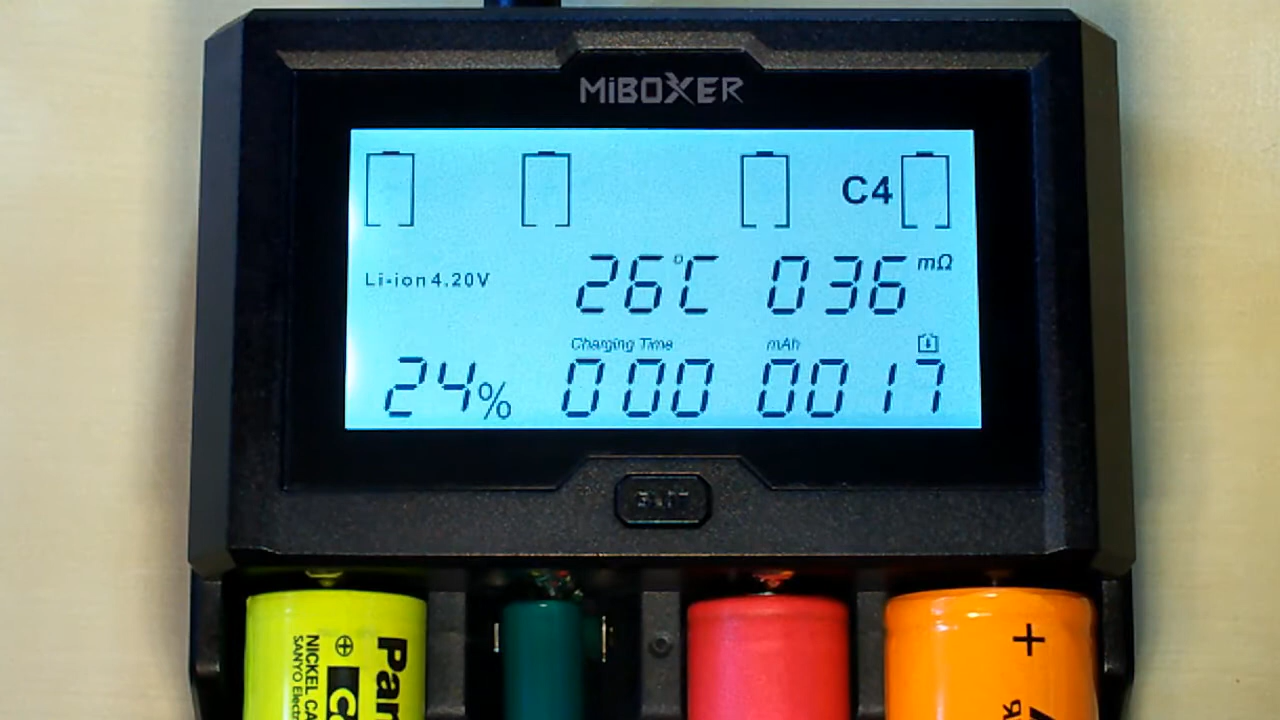 MiBOXER
C4
Li-ion 4.20V
26°C
036 mΩ
Charging Time
mAh
24%
000
0017
BATT
Pan
NICKEL CA
SANYO Electr
+